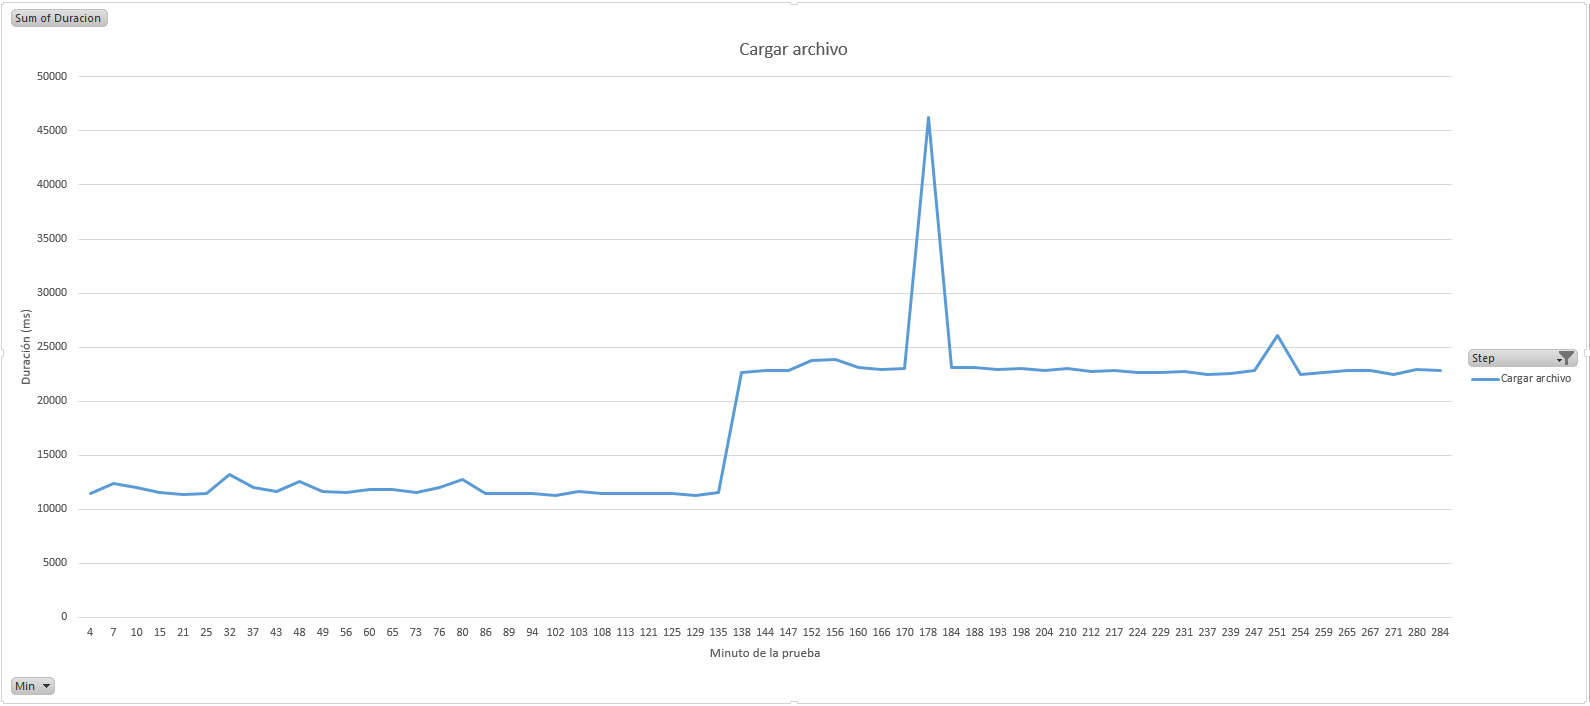 Sum of Duracion
Cargar archivo
50000
45000
40000
35000
30000
25000
20000
15000
10000
5000
0
Duración (ms)
4 7 10 15 21 25 32 37 43 48 49 56 60 65 73 76 80 86 89 94 102 103 108 113 121 125 129 135 138 144 147 152 156 160 166 170 178 184 188 193 198 204 210 212 217 224 229 231 237 239 247 251 254 259 265 267 271 280 284
Minuto de la prueba
Step
Cargar archivo
Min